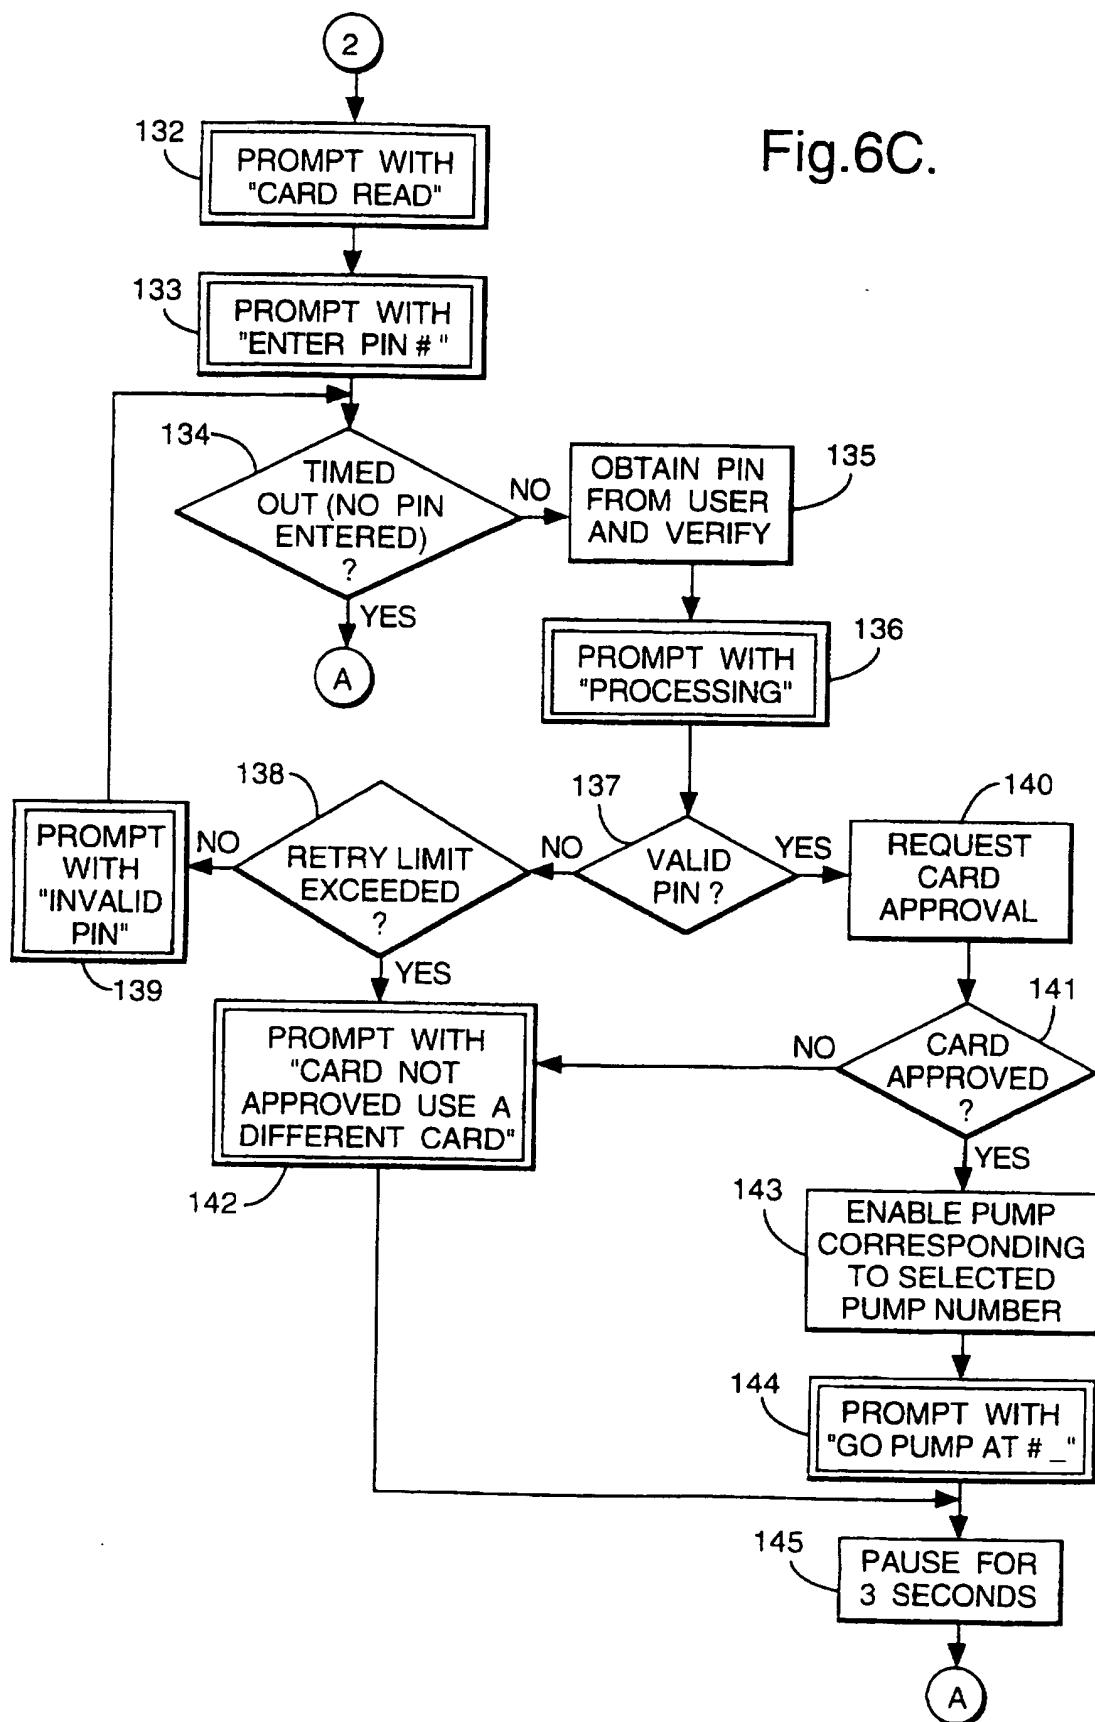 2
Fig.6C.
132
PROMPT WITH
"CARD READ"
133
PROMPT WITH
"ENTER PIN # "
134
TIMED
OUT (NO PIN
ENTERED)
?
NO
YES
A
OBTAIN PIN
FROM USER
AND VERIFY
135
PROMPT WITH
"PROCESSING"
136
137
VALID
PIN ?
NO
YES
138
RETRY LIMIT
EXCEEDED
?
NO
YES
PROMPT
WITH
"INVALID
PIN"
139
140
REQUEST
CARD
APPROVAL
141
CARD
APPROVED
?
NO
YES
PROMPT WITH
"CARD NOT
APPROVED USE A
DIFFERENT CARD"
142
143
ENABLE PUMP
CORRESPONDING
TO SELECTED
PUMP NUMBER
144
PROMPT WITH
"GO PUMP AT # _"
145
PAUSE FOR
3 SECONDS
A